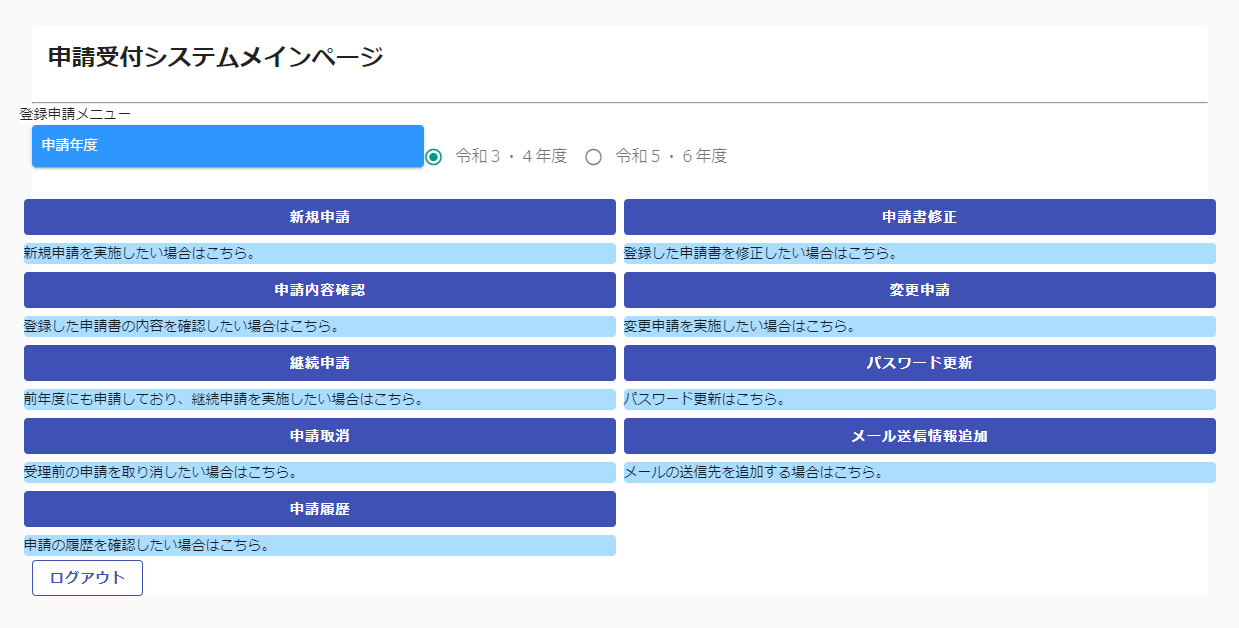 申請受付システムメインページ
登録申請メニュー
申請年度
令和３・４年度
令和５・６年度
新規申請
申請書修正
新規申請を実施したい場合はこちら。
登録した申請書を修正したい場合はこちら。
申請内容確認
変更申請
登録した申請書の内容を確認したい場合はこちら。
変更申請を実施したい場合はこちら。
継続申請
パスワード更新
前年度にも申請しており、継続申請を実施したい場合はこちら。
パスワード更新はこちら。
申請取消
メール送信情報追加
受理前の申請を取り消したい場合はこちら。
メールの送信先を追加する場合はこちら。
申請履歴
申請の履歴を確認したい場合はこちら。
ログアウト